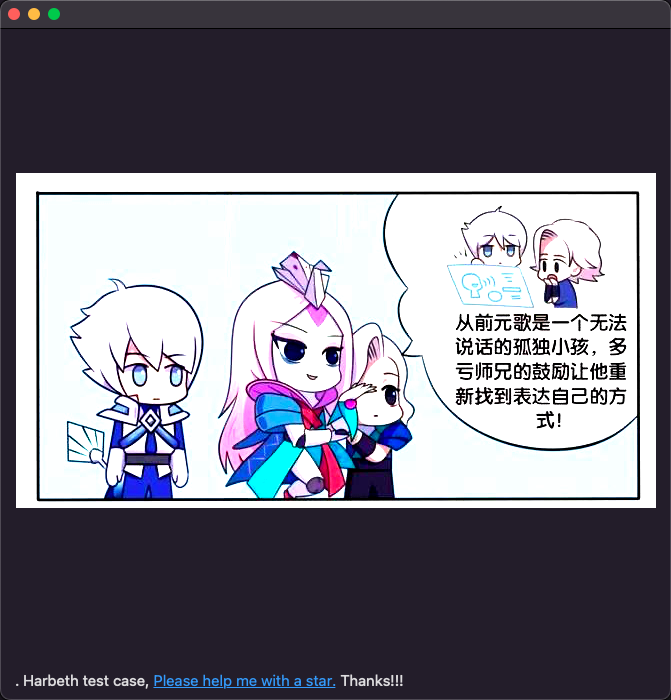 从前元歌是一个无法
说话的孤独小孩，多
亏师兄的鼓励让他重
新找到表达自己的方
式！
. Harbeth test case, Please help me with a star. Thanks!!!